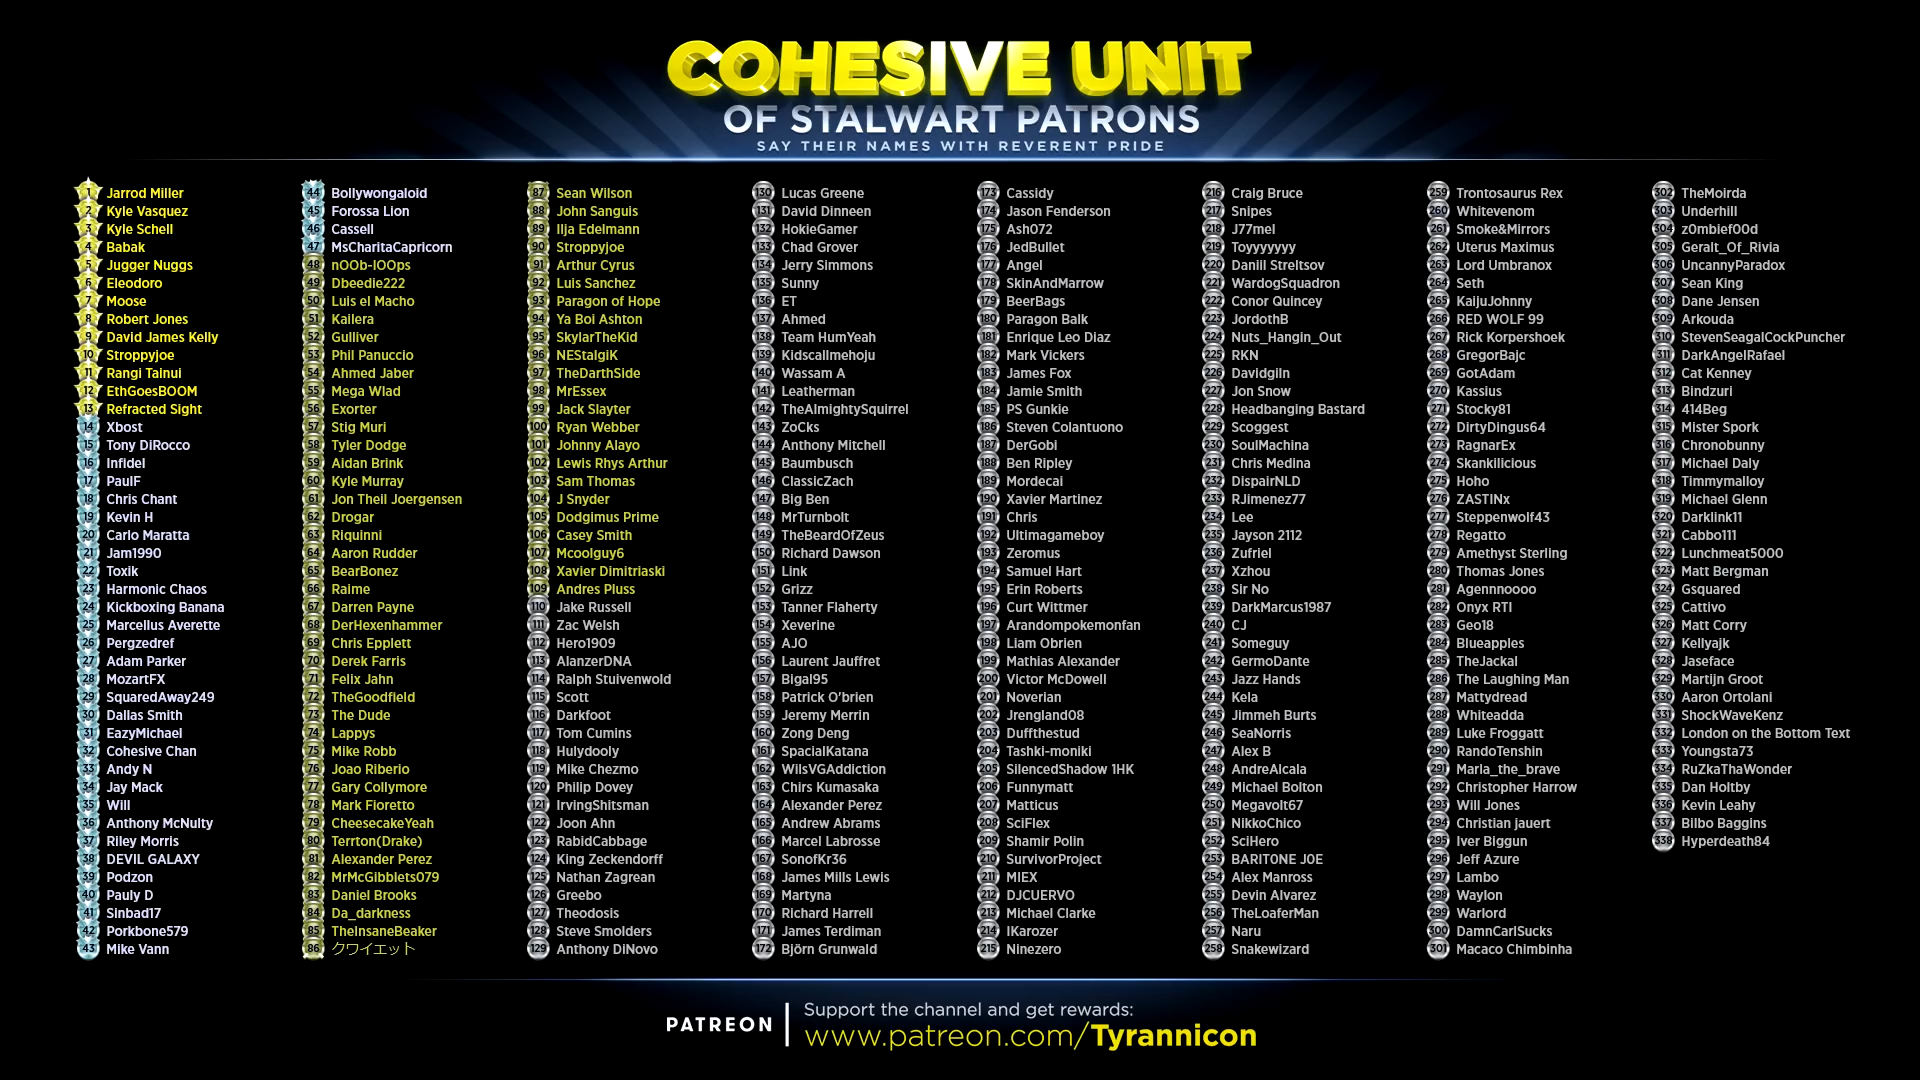 COHESIVE UNIT
OF STALWART PATRONS
SAY THEIR NAMES WITH REVERENT PRIDE
1 Jarrod Miller
2 Kyle Vasquez
3 Kyle Schell
4 Babak
5 Jugger Nuggs
6 Eleodoro
7 Moose
8 Robert Jones
9 David James Kelly
10 Stroppyjoe
11 Rangi Tainui
12 EthGoesBOOM
13 Refracted Sight
14 Xbost
15 Tony DiRocco
16 Infidel
17 PaulF
18 Chris Chant
19 Kevin H
20 Carlo Maratta
21 Jam1990
22 Toxik
23 Harmonic Chaos
24 Kickboxing Banana
25 Marcellus Averette
26 Pergzedref
27 Adam Parker
28 MozartFX
29 SquaredAway249
30 Dallas Smith
31 EazyMichael
32 Cohesive Chan
33 Andy N
34 Jay Mack
35 Will
36 Anthony McNulty
37 Riley Morris
38 DEVIL GALAXY
39 Podzon
40 Pauly D
41 Sinbad17
42 Porkbone579
43 Mike Vann
44 Bollywongaloid
45 Forossa Lion
46 Cassell
47 MsCharitaCapricorn
48 nOOb-lOOps
49 Dbeedie222
50 Luis el Macho
51 Kailera
52 Gulliver
53 Phil Panuccio
54 Ahmed Jaber
55 Mega Wlad
56 Exorter
57 Stig Muri
58 Tyler Dodge
59 Aidan Brink
60 Kyle Murray
61 Jon Theil Joergensen
62 Drogar
63 Riquinni
64 Aaron Rudder
65 BearBonez
66 Raime
67 Darren Payne
68 DerHexenhammer
69 Chris Epplett
70 Derek Farris
71 Felix Jahn
72 TheGoodfield
73 The Dude
74 Lappys
75 Mike Robb
76 Joao Riberio
77 Gary Collymore
78 Mark Fioretto
79 CheesecakeYeah
80 Terrton(Drake)
81 Alexander Perez
82 MrMcGibblets079
83 Daniel Brooks
84 Da_darkness
85 TheInsaneBeaker
86 クワイエット
87 Sean Wilson
88 John Sanguis
89 Ilja Edelmann
90 Stroppyjoe
91 Arthur Cyrus
92 Luis Sanchez
93 Paragon of Hope
94 Ya Boi Ashton
95 SkylarTheKid
96 NEStalgiK
97 TheDarthSide
98 MrEssex
99 Jack Slayter
100 Ryan Webber
101 Johnny Alayo
102 Lewis Rhys Arthur
103 Sam Thomas
104 J Snyder
105 Dodgimus Prime
106 Casey Smith
107 Mcoolguy6
108 Xavier Dimitriaski
109 Andres Pluss
110 Jake Russell
111 Zac Welsh
112 Hero1909
113 AlanzerDNA
114 Ralph Stuivenwold
115 Scott
116 Darkfoot
117 Tom Cumins
118 Hulydooly
119 Mike Chezmo
120 Philip Dovey
121 IrvingShitsman
122 Joon Ahn
123 RabidCabbage
124 King Zeckendorff
125 Nathan Zagrean
126 Greebo
127 Theodosis
128 Steve Smolders
129 Anthony DiNovo
130 Lucas Greene
131 David Dinneen
132 HokieGamer
133 Chad Grover
134 Jerry Simmons
135 Sunny
136 ET
137 Ahmed
138 Team HumYeah
139 Kidscallmehoju
140 Wassam A
141 Leatherman
142 TheAlmightySquirrel
143 ZoCks
144 Anthony Mitchell
145 Baumbusch
146 ClassicZach
147 Big Ben
148 MrTurnbolt
149 TheBeardOfZeus
150 Richard Dawson
151 Link
152 Grizz
153 Tanner Flaherty
154 Xeverine
155 AJO
156 Laurent Jauffret
157 Bigal95
158 Patrick O'brien
159 Jeremy Merrin
160 Zong Deng
161 SpacialKatana
162 WilsVGAddiction
163 Chirs Kumasaka
164 Alexander Perez
165 Andrew Abrams
166 Marcel Labrosse
167 SonofKr36
168 James Mills Lewis
169 Martyna
170 Richard Harrell
171 James Terdiman
172 Björn Grunwald
173 Cassidy
174 Jason Fenderson
175 Ash072
176 JedBullet
177 Angel
178 SkinAndMarrow
179 BeerBags
180 Paragon Balk
181 Enrique Leo Diaz
182 Mark Vickers
183 James Fox
184 Jamie Smith
185 PS Gunkie
186 Steven Colantuono
187 DerGobi
188 Ben Ripley
189 Mordecai
190 Xavier Martinez
191 Chris
192 Ultimagameboy
193 Zeromus
194 Samuel Hart
195 Erin Roberts
196 Curt Wittmer
197 Arandompokemonfan
198 Liam Obrien
199 Mathias Alexander
200 Victor McDowell
201 Noverian
202 Jrengland08
203 Duffthestud
204 Tashki-moniki
205 SilencedShadow 1HK
206 Funnymatt
207 Matticus
208 SciFlex
209 Shamir Polin
210 SurvivorProject
211 MIEX
212 DJCUERVO
213 Michael Clarke
214 IKarozer
215 Ninezero
216 Craig Bruce
217 Snipes
218 J77mel
219 Toyyyyyyy
220 Daniil Streltsov
221 WardogSquadron
222 Conor Quincey
223 JordothB
224 Nuts_Hangin_Out
225 RKN
226 Davidgiln
227 Jon Snow
228 Headbanging Bastard
229 Scoggest
230 SoulMachina
231 Chris Medina
232 DispairNLD
233 RJimenez77
234 Lee
235 Jayson 2112
236 Zufriel
237 Xzhou
238 Sir No
239 DarkMarcus1987
240 CJ
241 Someguy
242 GermoDante
243 Jazz Hands
244 Kela
245 Jimmeh Burts
246 SeaNorris
247 Alex B
248 AndreAlcala
249 Michael Bolton
250 Megavolt67
251 NikkoChico
252 SciHero
253 BARITONE J0E
254 Alex Manross
255 Devin Alvarez
256 TheLoaferMan
257 Naru
258 Snakewizard
259 Trontosaurus Rex
260 Whitevenom
261 Smoke&Mirrors
262 Uterus Maximus
263 Lord Umbranox
264 Seth
265 KaijuJohnny
266 RED WOLF 99
267 Rick Korpershoek
268 GregorBajc
269 GotAdam
270 Kassius
271 Stocky81
272 DirtyDingus64
273 RagnarEx
274 Skankilicious
275 Hoho
276 ZASTINx
277 Steppenwolf43
278 Regatto
279 Amethyst Sterling
280 Thomas Jones
281 Agennnoooo
282 Onyx RTI
283 Geo18
284 Blueapples
285 TheJackal
286 The Laughing Man
287 Mattydread
288 Whiteadda
289 Luke Froggatt
290 RandoTenshin
291 Marla_the_brave
292 Christopher Harrow
293 Will Jones
294 Christian jauert
295 Iver Biggun
296 Jeff Azure
297 Lambo
298 Waylon
299 Warlord
300 DamnCarlSucks
301 Macaco Chimbinha
302 TheMoirda
303 Underhill
304 z0mbief00d
305 Geralt_Of_Rivia
306 UncannyParadox
307 Sean King
308 Dane Jensen
309 Arkouda
310 StevenSeagalCockPuncher
311 DarkAngelRafael
312 Cat Kenney
313 Bindzuri
314 414Beg
315 Mister Spork
316 Chronobunny
317 Michael Daly
318 Timmymalloy
319 Michael Glenn
320 Darklink11
321 Cabbo111
322 Lunchmeat5000
323 Matt Bergman
324 Gsquared
325 Cattivo
326 Matt Corry
327 Kellyajk
328 Jaseface
329 Martijn Groot
330 Aaron Ortolani
331 ShockWaveKenz
332 London on the Bottom Text
333 Youngsta73
334 RuZkaThaWonder
335 Dan Holtby
336 Kevin Leahy
337 Bilbo Baggins
338 Hyperdeath84
PATREON
Support the channel and get rewards:
www.patreon.com/Tyrannicon